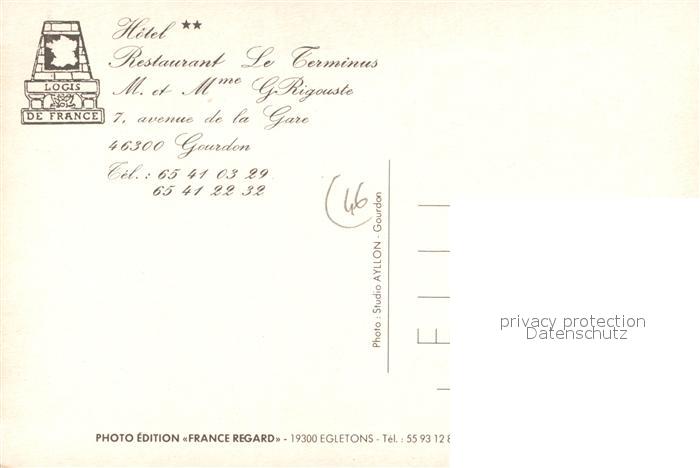 Hôtel **
Restaurant Le Terminus
M. et Mme G Rigouste
7, avenue de la Gare
46300 Gourdon
Tél. : 65 41 03 29
65 41 22 32
LOGIS
DE FRANCE
(46
Photo : Studio AYLLON - Gourdon
privacy protection
Datenschutz
PHOTO ÉDITION «FRANCE REGARD» - 19300 EGLETONS - Tél. : 55 93 12 8